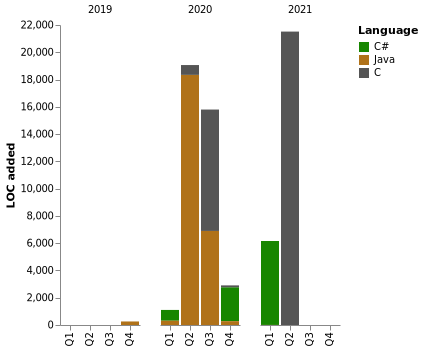 2019 2020 2021
LOC added
22,000
20,000
18,000
16,000
14,000
12,000
10,000
8,000
6,000
4,000
2,000
0
Q1 Q2 Q3 Q4 Q1 Q2 Q3 Q4 Q1 Q2 Q3 Q4
Language
C#
Java
C